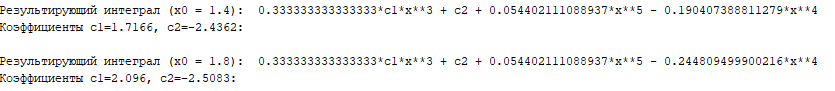 Результирующий интеграл (x0 = 1.4):  0.333333333333333*c1*x**3 + c2 + 0.054402111088937*x**5 - 0.190407388811279*x**4
Коэффициенты c1=1.7166, c2=-2.4362:
Результирующий интеграл (x0 = 1.8):  0.333333333333333*c1*x**3 + c2 + 0.054402111088937*x**5 - 0.244809499900216*x**4
Коэффициенты c1=2.096, c2=-2.5083: